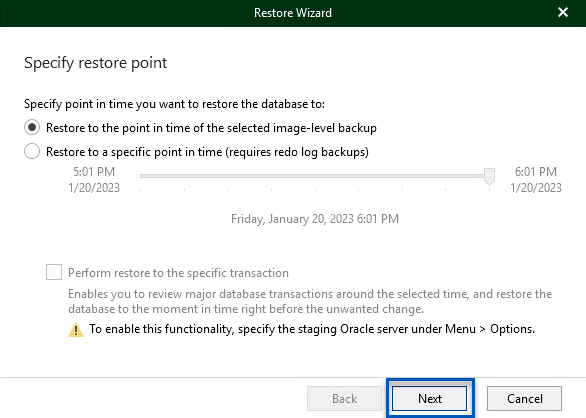 Restore Wizard
Specify restore point
Specify point in time you want to restore the database to:
Restore to the point in time of the selected image-level backup
Restore to a specific point in time (requires redo log backups)
5:01 PM 6:01 PM
1/20/2023 1/20/2023
Friday, January 20, 2023 6:01 PM
Perform restore to the specific transaction
Enables you to review major database transactions around the selected time, and restore the
database to the moment in time right before the unwanted change.
To enable this functionality, specify the staging Oracle server under Menu > Options.
Back Next Cancel